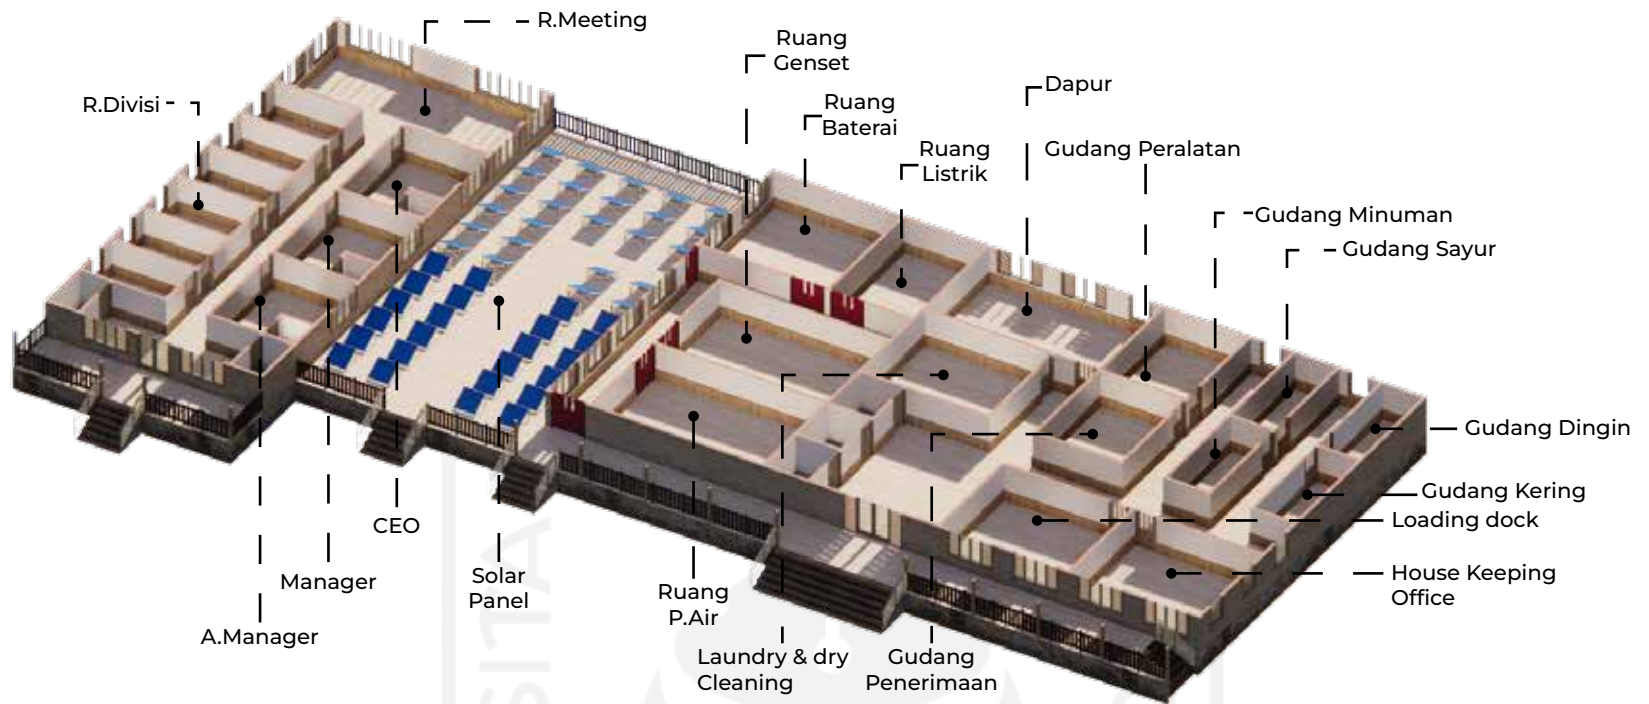 R.Meeting
Ruang
Genset
R.Divisi
Ruang
Baterai
Dapur
Ruang
Listrik
Gudang Peralatan
Gudang Minuman
Gudang Sayur
Gudang Dingin
Gudang Kering
Loading dock
House Keeping
Office
CEO
Manager
Solar
Panel
A.Manager
Ruang
P.Air
Laundry & dry
Cleaning
Gudang
Penerimaan
SITA